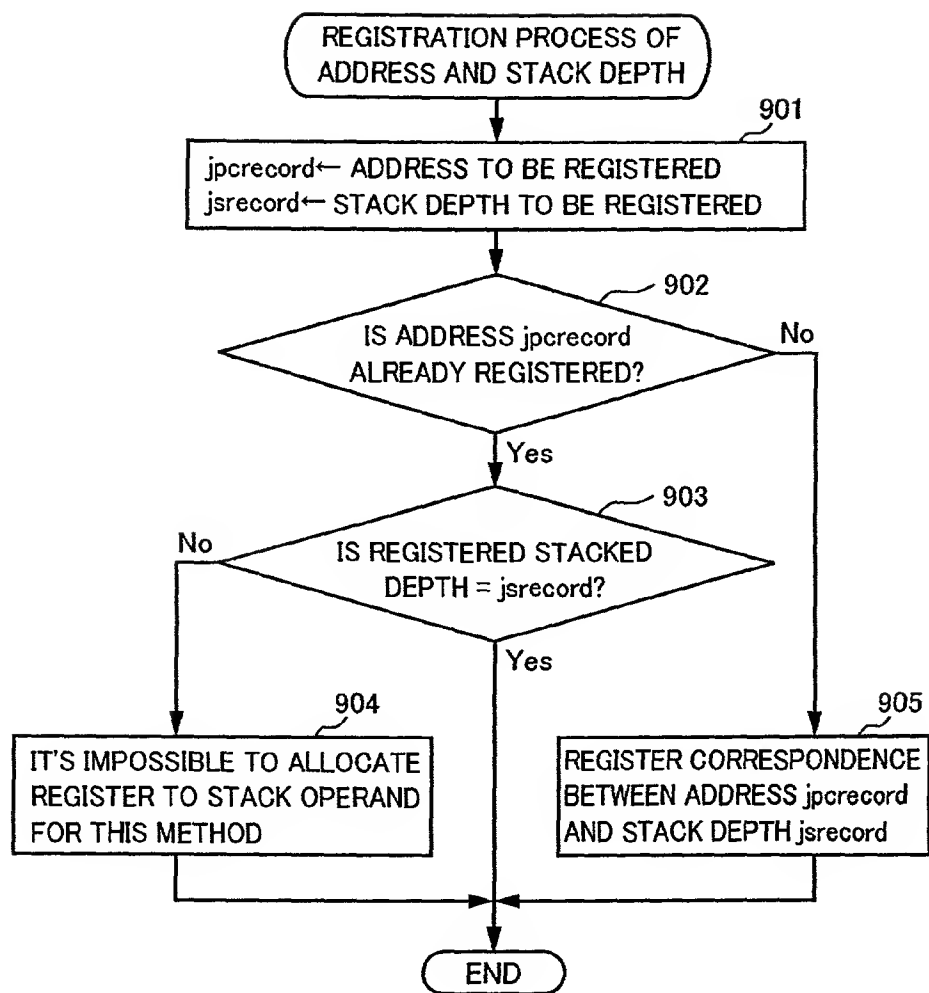 REGISTRATION PROCESS OF
ADDRESS AND STACK DEPTH
901
jpcrecord← ADDRESS TO BE REGISTERED
jsrecord← STACK DEPTH TO BE REGISTERED
902
IS ADDRESS jpcrecord
ALREADY REGISTERED?
No
Yes
903
No
IS REGISTERED STACKED
DEPTH = jsrecord?
Yes
904
IT'S IMPOSSIBLE TO ALLOCATE
REGISTER TO STACK OPERAND
FOR THIS METHOD
905
REGISTER CORRESPONDENCE
BETWEEN ADDRESS jpcrecord
AND STACK DEPTH jsrecord
END